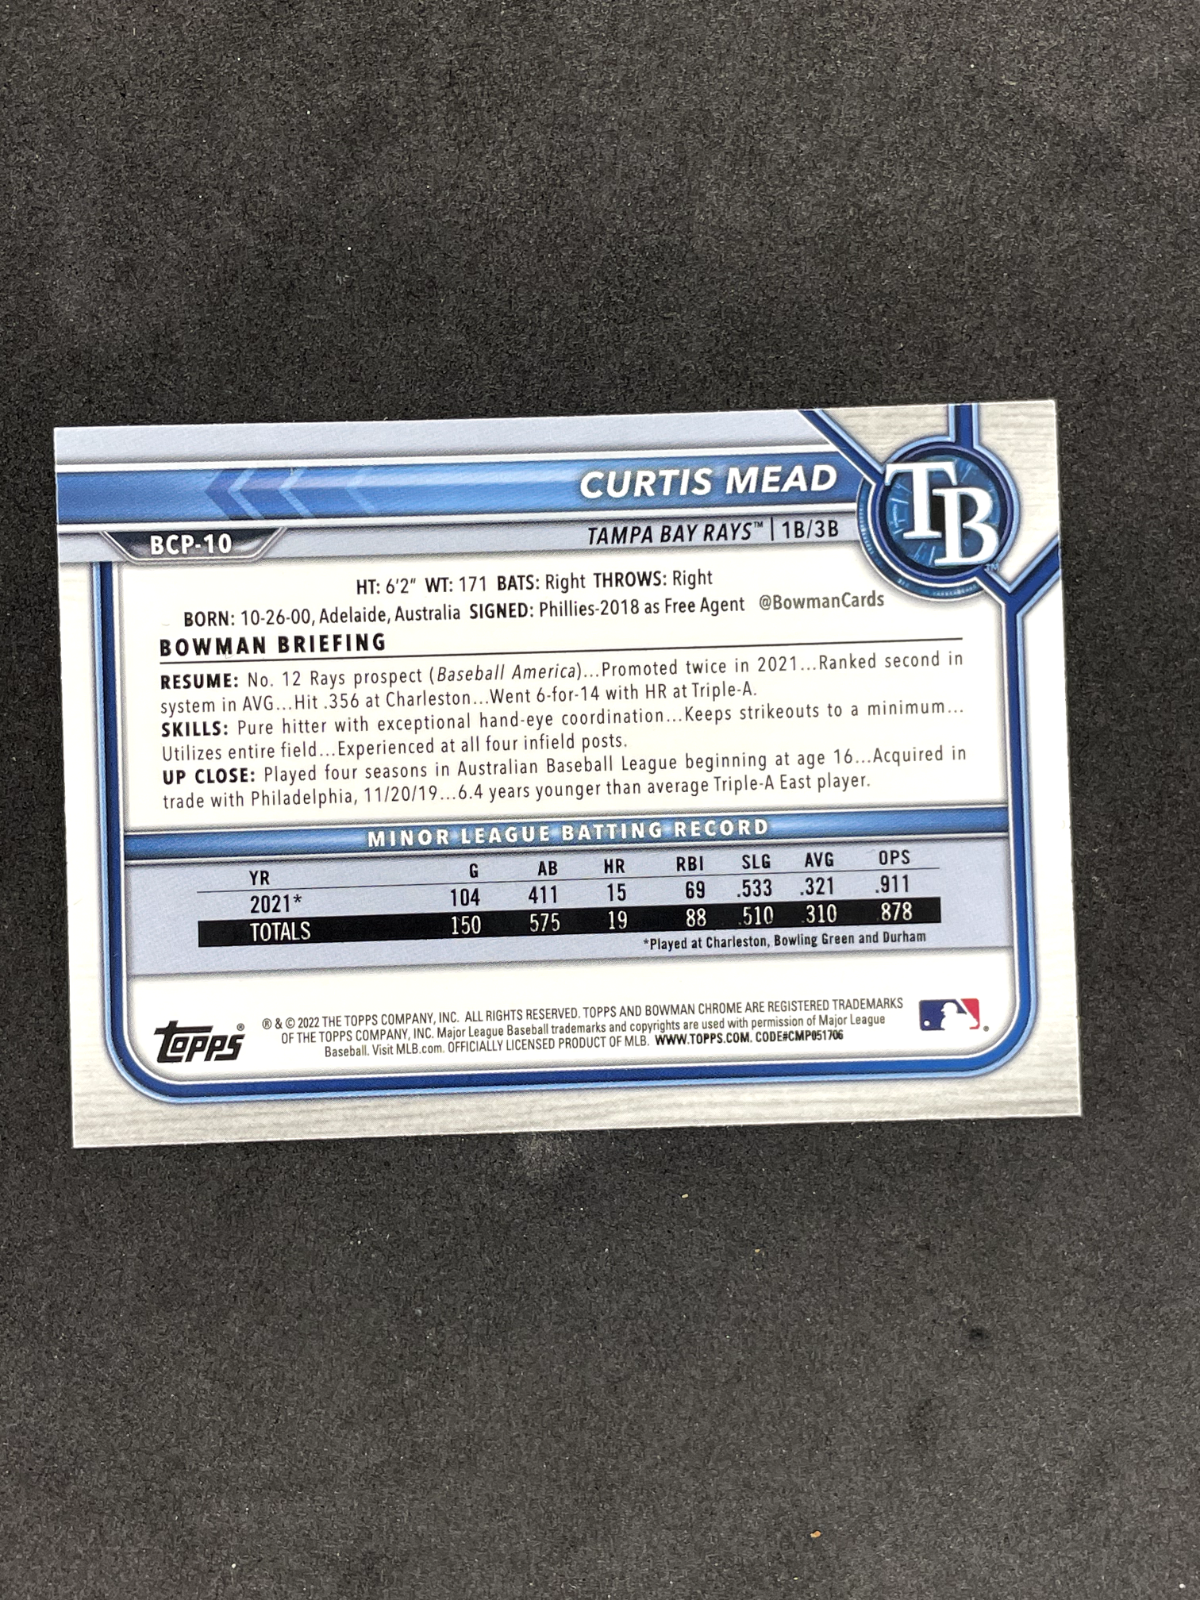 CURTIS MEAD
TB™
BCP-10
TAMPA BAY RAYS™ | 1B/3B
HT: 6'2" WT: 171 BATS: Right THROWS: Right
BORN: 10-26-00, Adelaide, Australia SIGNED: Phillies-2018 as Free Agent @BowmanCards
BOWMAN BRIEFING
RESUME: No. 12 Rays prospect (Baseball America)...Promoted twice in 2021...Ranked second in
system in AVG...Hit .356 at Charleston...Went 6-for-14 with HR at Triple-A.
SKILLS: Pure hitter with exceptional hand-eye coordination...Keeps strikeouts to a minimum...
Utilizes entire field...Experienced at all four infield posts.
UP CLOSE: Played four seasons in Australian Baseball League beginning at age 16...Acquired in
trade with Philadelphia, 11/20/19...6.4 years younger than average Triple-A East player.
MINOR LEAGUE BATTING RECORD
YR G AB HR RBI SLG AVG OPS
2021* 104 411 15 69 .533 .321 .911
TOTALS 150 575 19 88 .510 .310 .878
*Played at Charleston, Bowling Green and Durham
Topps®
® & © 2022 THE TOPPS COMPANY, INC. ALL RIGHTS RESERVED. TOPPS AND BOWMAN CHROME ARE REGISTERED TRADEMARKS
OF THE TOPPS COMPANY, INC. Major League Baseball trademarks and copyrights are used with permission of Major League
Baseball. Visit MLB.com. OFFICIALLY LICENSED PRODUCT OF MLB. WWW.TOPPS.COM. CODE#CMP051706